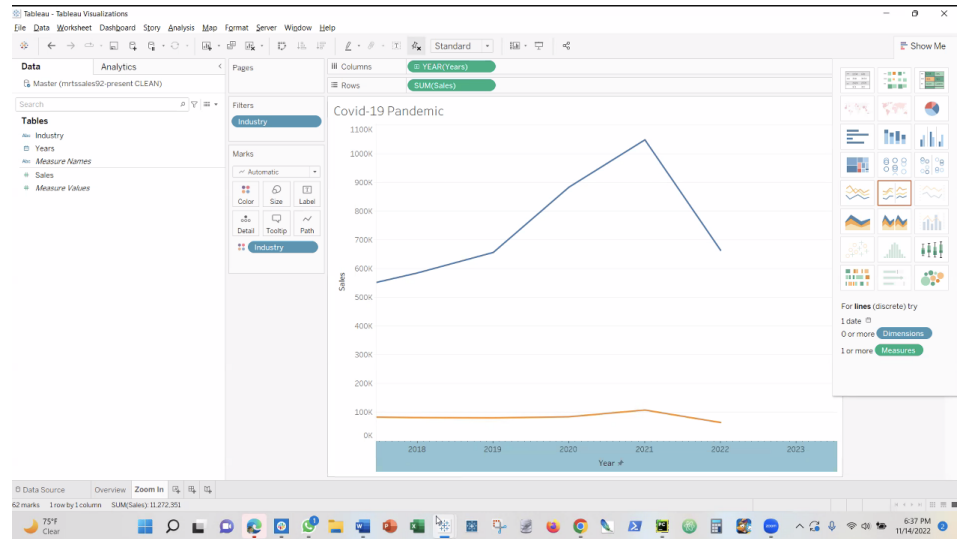 Tableau - Tableau Visualizations
File Data Worksheet Dashboard Story Analysis Map Format Server Window Help
Standard
Show Me
Data Analytics
Master (mrtssales92-present CLEAN)
Search
Tables
Abc Industry
Years
Abc Measure Names
# Sales
# Measure Values
Pages
Filters
Industry
Marks
Automatic
Color Size Label
Detail Tooltip Path
Industry
Columns YEAR(Years)
Rows SUM(Sales)
Covid-19 Pandemic
1100K
1000K
900K
800K
700K
600K
500K
400K
300K
200K
100K
0K
Sales
2018 2019 2020 2021 2022 2023
Year
For lines (discrete) try
1 date
0 or more Dimensions
1 or more Measures
Data Source Overview Zoom In
62 marks 1 row by 1 column SUM(Sales): 11,272,351
75°F
Clear
6:37 PM
11/14/2022
2